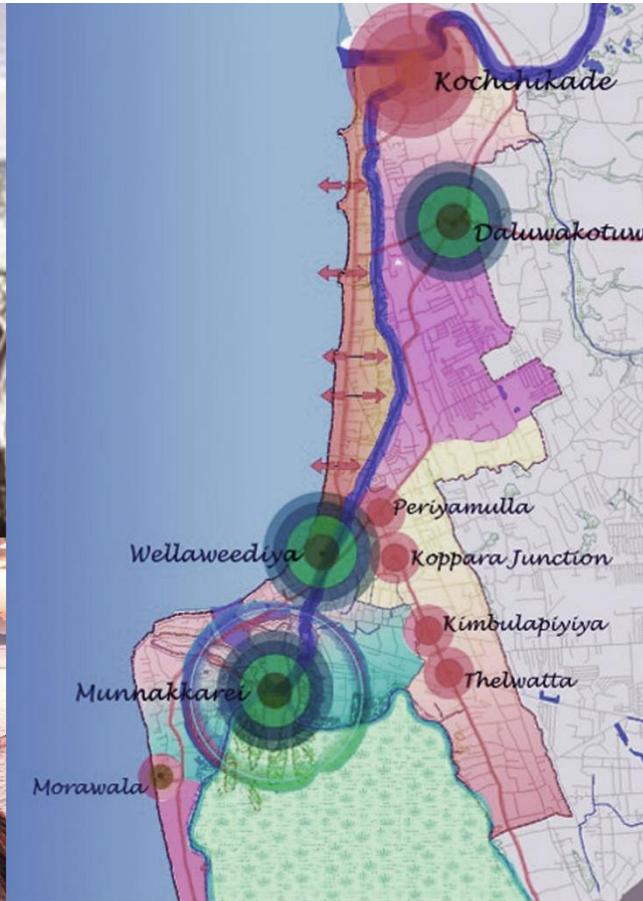 Kochchikade
Daluwakotuw
Periyamulla
Wellaweediya
Koppara Junction
Kimbulapiyiya
Thelwatta
Munnakkarei
Morawala